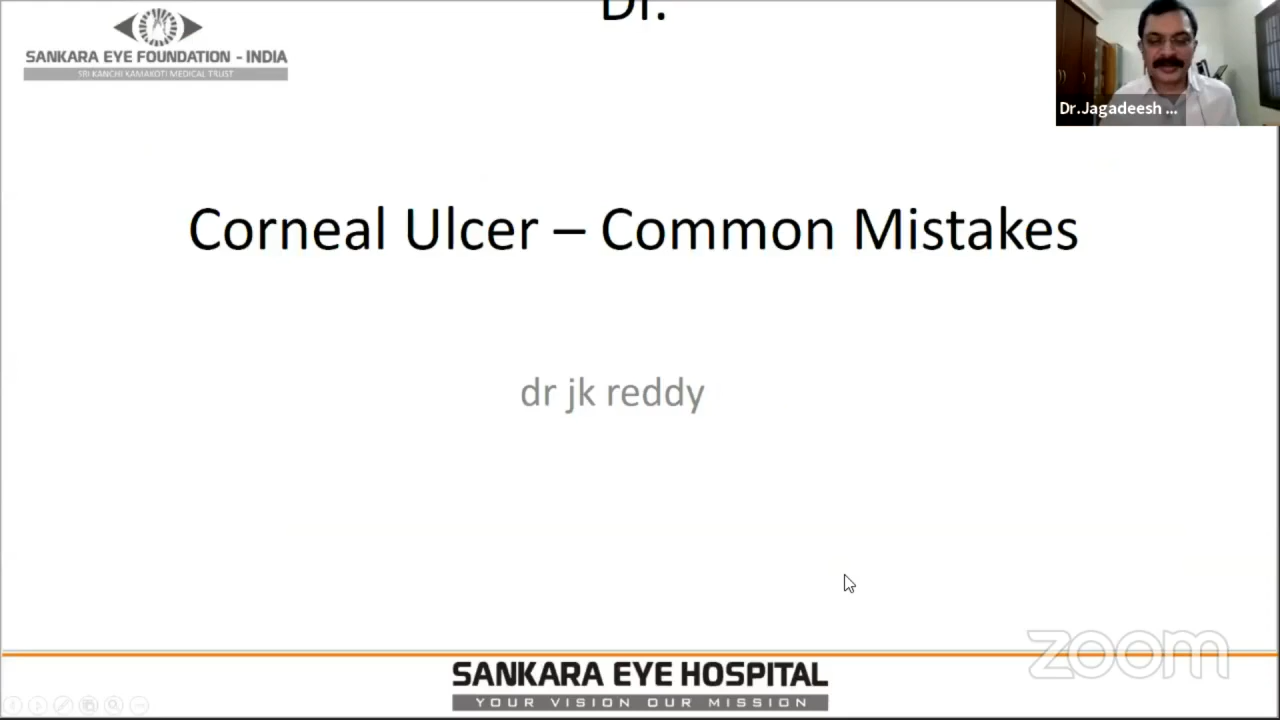 Dr.
SANKARA EYE FOUNDATION - INDIA
SRI KANCHI KAMAKOTI MEDICAL TRUST
Dr.Jagadeesh ...
Corneal Ulcer – Common Mistakes
dr jk reddy
zoom
SANKARA EYE HOSPITAL
YOUR VISION OUR MISSION